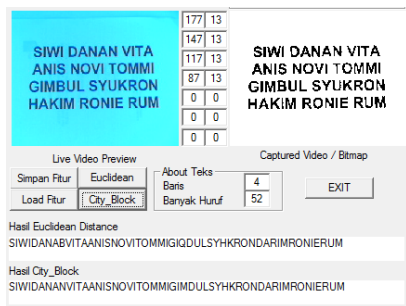 SIWI DANAN VITA
ANIS NOVI TOMMI
GIMBUL SYUKRON
HAKIM RONIE RUM
177 13
147 13
117 13
87 13
0 0
0 0
0 0
SIWI DANAN VITA
ANIS NOVI TOMMI
GIMBUL SYUKRON
HAKIM RONIE RUM
Live Video Preview
Captured Video / Bitmap
Simpan Fitur
Euclidean
Load Fitur
City_Block
About Teks
Baris 4
Banyak Huruf 52
EXIT
Hasil Euclidean Distance
SIWIDANABVITAANISNOVITOMMIGIQDULSYHKRONDARIMRONIERUM
Hasil City_Block
SIWIDANANVITAANISNOVITOMMIGIMDULSYHKRONDARIMRONIERUM